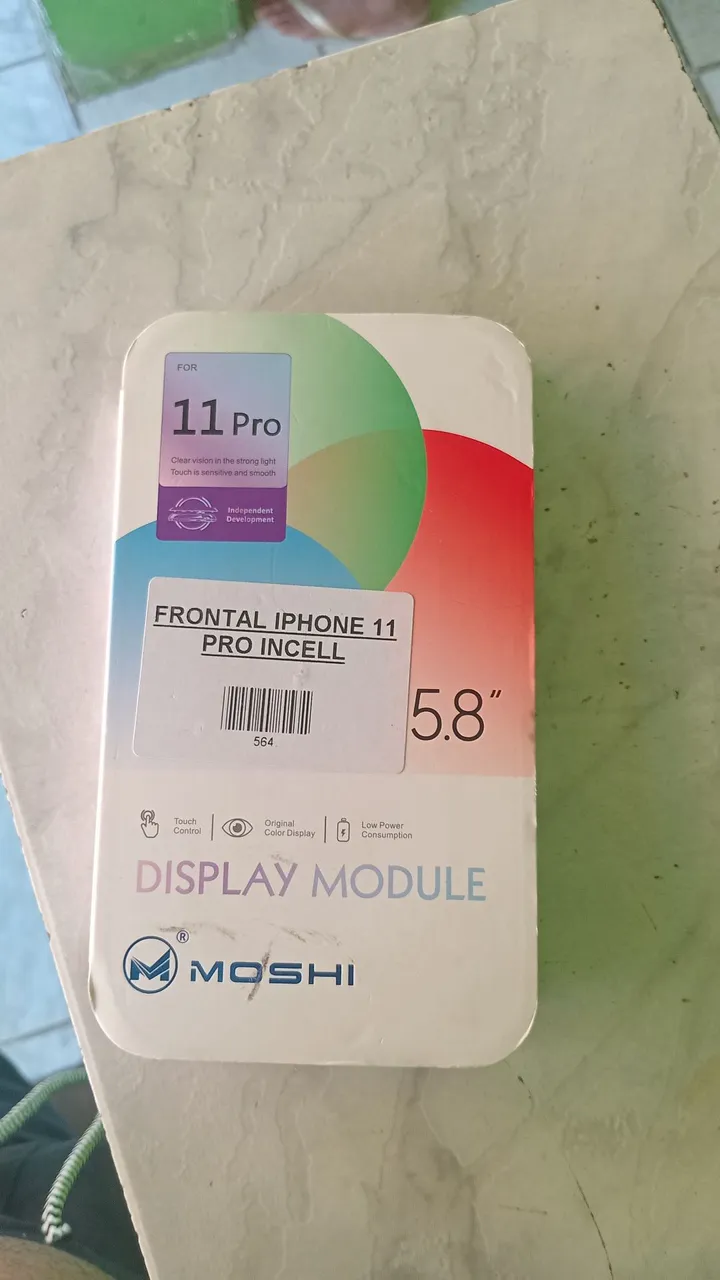 FOR
11 Pro
Clear vision in the strong light
Touch is sensitive and smooth
Independent
Development
FRONTAL IPHONE 11
PRO INCELL
564
5.8"
Touch
Control
Original
Color Display
Low Power
Consumption
DISPLAY MODULE
®
MOSHI